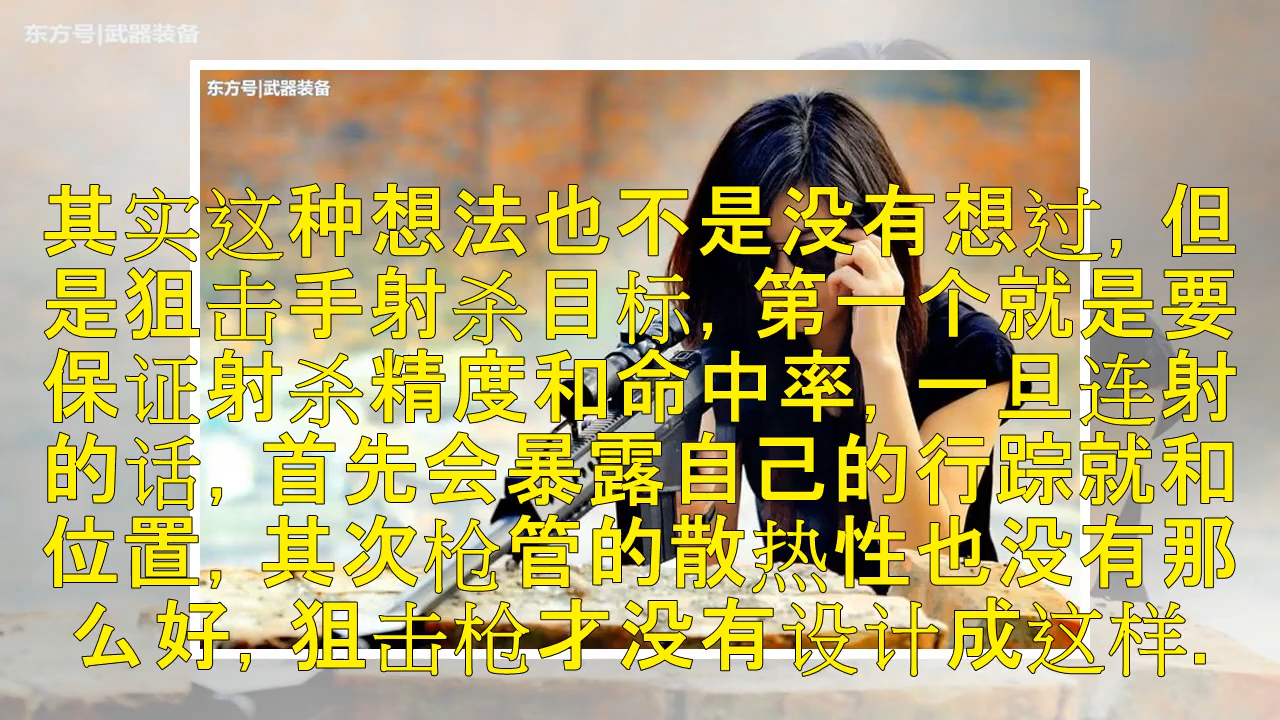 东方号|武器装备
东方号|武器装备
其实这种想法也不是没有想过, 但
是狙击手射杀目标, 第一个就是要
保证射杀精度和命中率, 一旦连射
的话, 首先会暴露自己的行踪就和
位置, 其次枪管的散热性也没有那
么好, 狙击枪才没有设计成这样.